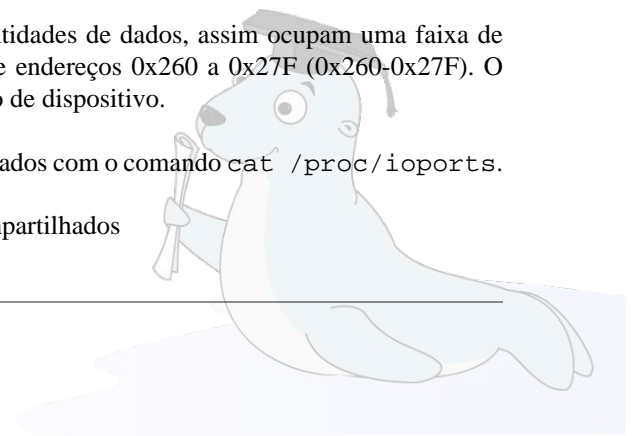 tidades de dados, assim ocupam uma faixa de
e endereços 0x260 a 0x27F (0x260-0x27F). O
o de dispositivo.
ados com o comando cat /proc/ioports.
partilhados